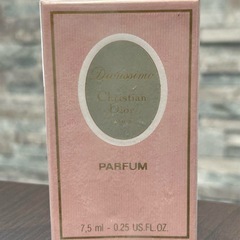 Diorissimo
Christian
Dior
PARFUM
7,5 ml - 0.25 US.FL.OZ